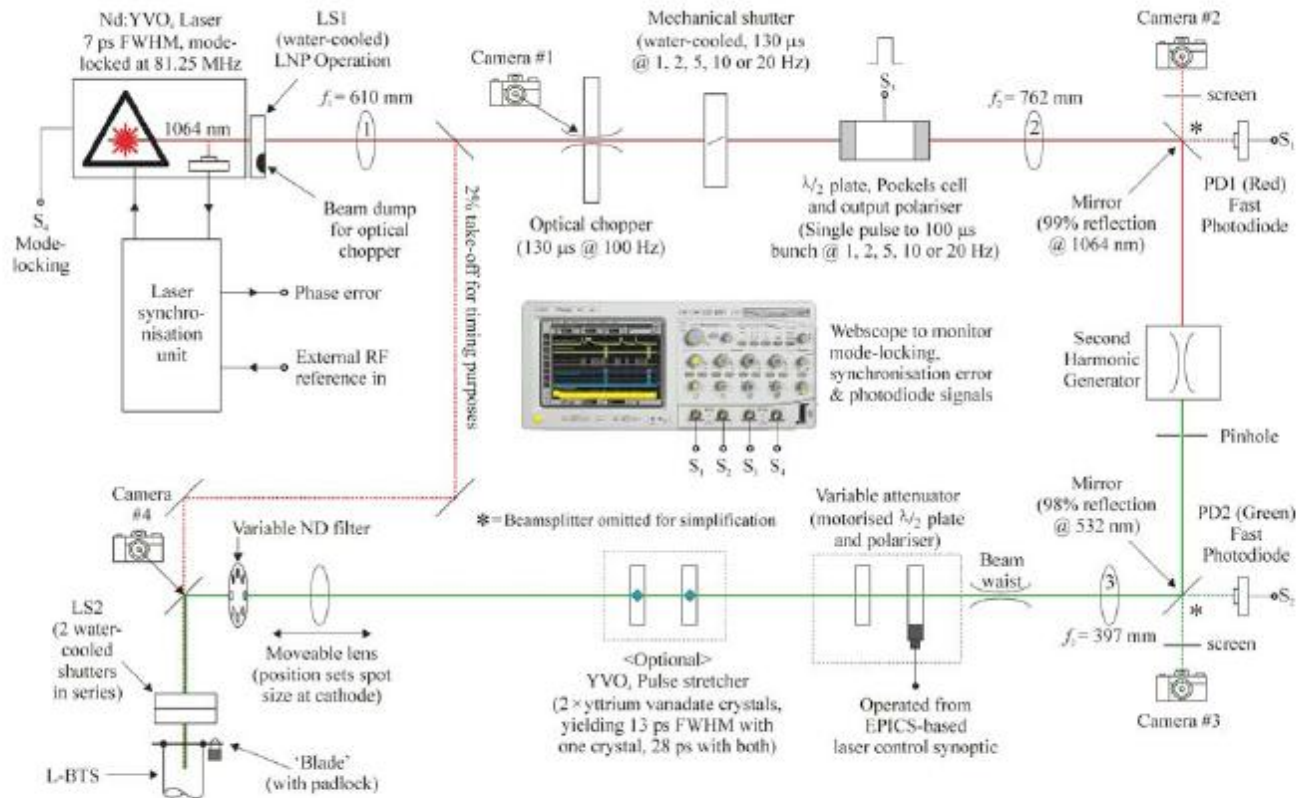 Nd:YVO₄ Laser
7 ps FWHM, mode-
locked at 81.25 MHz
LS1
(water-cooled)
LNP Operation
1064 nm
f₁ = 610 mm
1
Camera #1
Mechanical shutter
(water-cooled, 130 μs
@ 1, 2, 5, 10 or 20 Hz)
f₂ = 762 mm
2
Camera #2
screen
*
PD1 (Red)
Fast
Photodiode
Mirror
(99% reflection
@ 1064 nm)
Mode-
locking
Beam dump
for optical
chopper
2% take-off for timing purposes
Optical chopper
(130 μs @ 100 Hz)
λ/2 plate, Pockels cell
and output polariser
(Single pulse to 100 μs
bunch @ 1, 2, 5, 10 or 20 Hz)
Laser
synchro-
nisation
unit
Phase error
External RF
reference in
Webscope to monitor
mode-locking,
synchronisation error
& photodiode signals
S₁ S₂ S₃ S₄
Second
Harmonic
Generator
Pinhole
Mirror
(98% reflection
@ 532 nm)
PD2 (Green)
Fast
Photodiode
S₂
*
screen
Camera #3
3
f₃ = 397 mm
Beam
waist
Variable attenuator
(motorised λ/2 plate
and polariser)
Operated from
EPICS-based
laser control synoptic
*=Beamsplitter omitted for simplification
<Optional>
YVO₄ Pulse stretcher
(2 × yttrium vanadate crystals,
yielding 13 ps FWHM with
one crystal, 28 ps with both)
Camera
#4
Variable ND filter
Moveable lens
(position sets spot
size at cathode)
LS2
(2 water-
cooled
shutters
in series)
L-BTS
'Blade'
(with padlock)